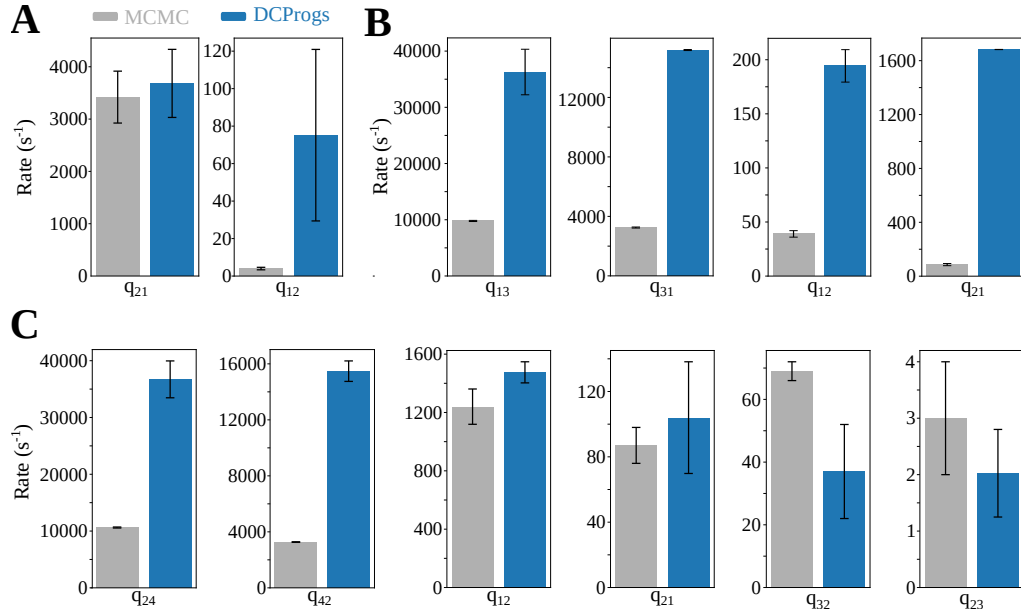 A
MCMC
DCProgs
B
Rate (s-1)
4000
3000
2000
1000
0
q21
120
100
80
60
40
20
0
q12
Rate (s-1)
40000
30000
20000
10000
0
q13
12000
8000
4000
0
q31
200
150
100
50
0
q12
1600
1200
800
400
0
q21
C
Rate (s-1)
40000
30000
20000
10000
0
q24
16000
12000
8000
4000
0
q42
1600
1200
800
400
0
q12
120
80
40
0
q21
60
40
20
0
q32
4
3
2
1
0
q23